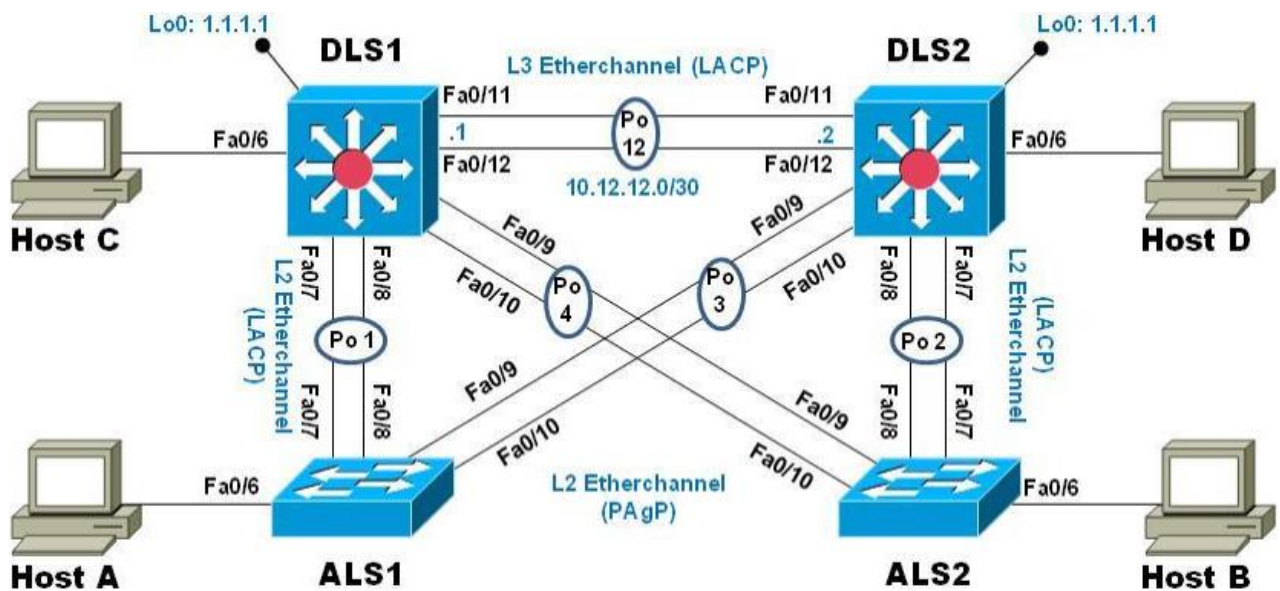 Lo0: 1.1.1.1
Lo0: 1.1.1.1
DLS1
DLS2
L3 Etherchannel (LACP)
Fa0/11
Fa0/11
Fa0/6
.1
Po
12
.2
Fa0/6
Fa0/12
Fa0/12
10.12.12.0/30
Host C
Host D
Fa0/7
Fa0/8
Fa0/9
Fa0/10
Po
4
Fa0/9
Fa0/10
Po
3
Fa0/8
Fa0/7
L2 Etherchannel
(LACP)
Po 1
Po 2
L2 Etherchannel
(LACP)
Fa0/7
Fa0/8
Fa0/9
Fa0/10
Fa0/9
Fa0/10
Fa0/8
Fa0/7
Fa0/6
L2 Etherchannel
(PAgP)
Fa0/6
Host A
ALS1
ALS2
Host B